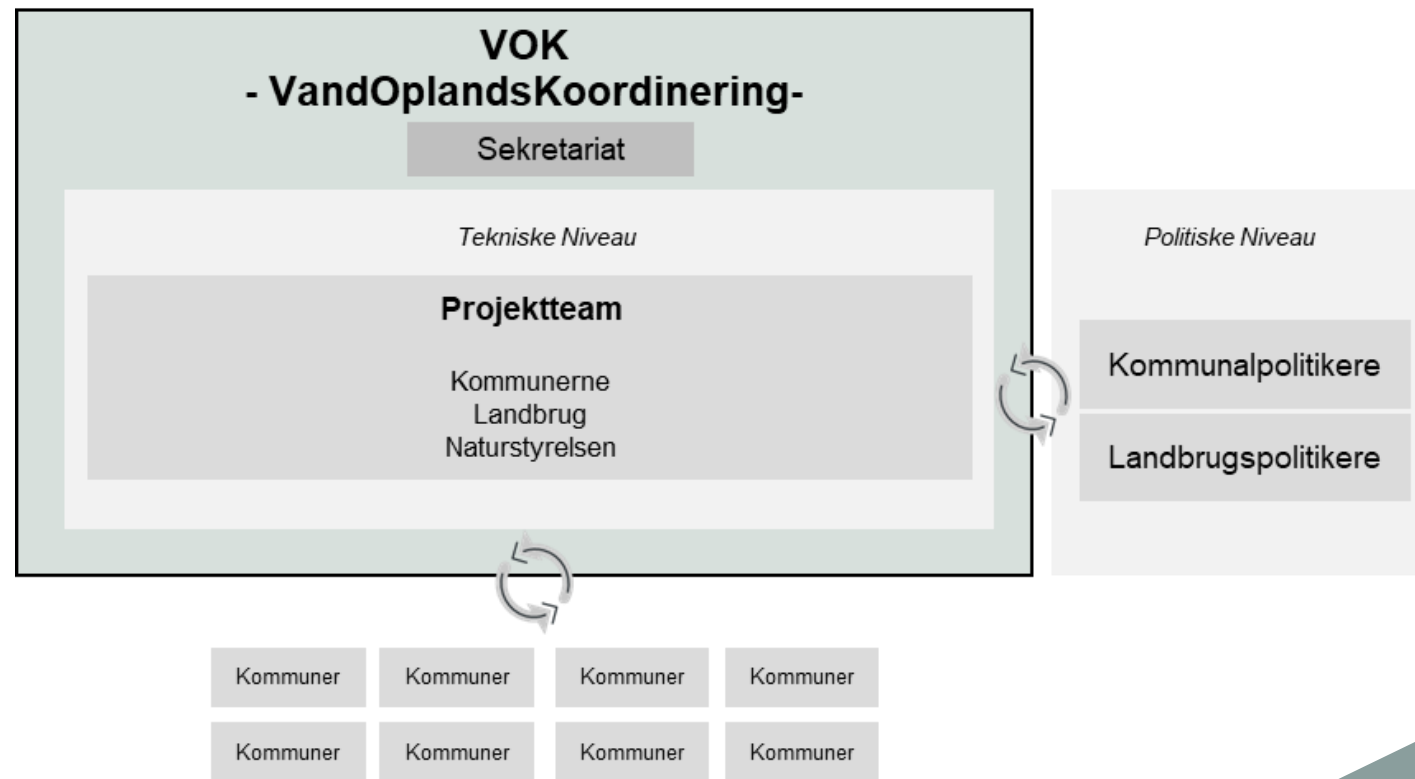 VOK
- VandOplandsKoordinering-
Sekretariat
Tekniske Niveau
Projektteam
Kommunerne
Landbrug
Naturstyrelsen
Politiske Niveau
Kommunalpolitikere
Landbrugspolitikere
Kommuner Kommuner Kommuner Kommuner
Kommuner Kommuner Kommuner Kommuner